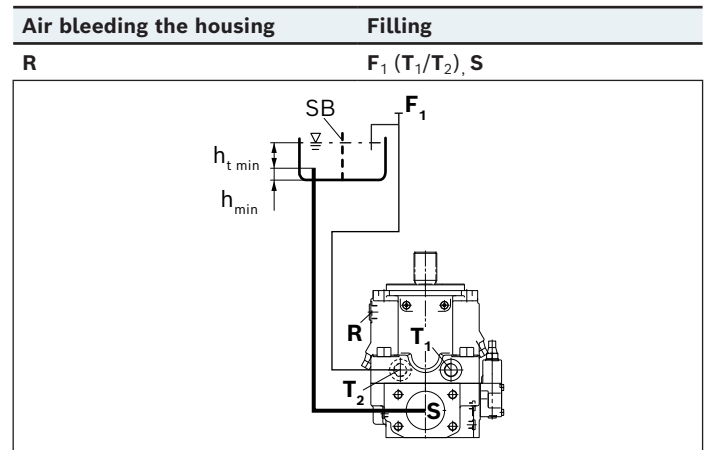 Air bleeding the housing Filling
R F₁ (T₁/T₂), S
SB F₁
hₜ ₘᵢₙ
hₘᵢₙ
R T₁
T₂ S